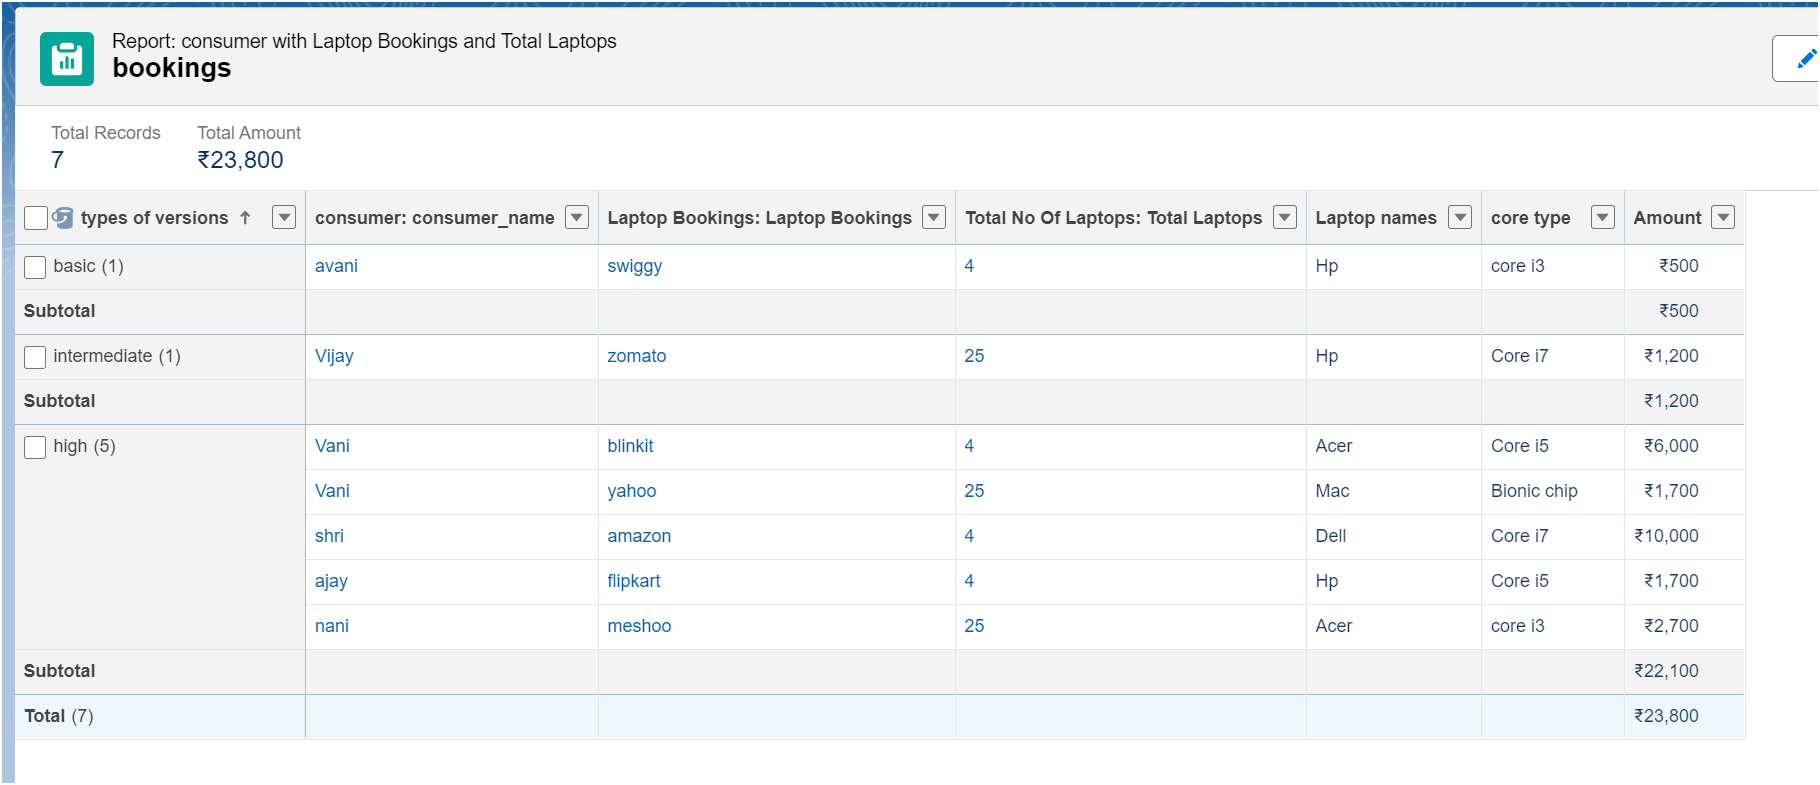 Report: consumer with Laptop Bookings and Total Laptops
bookings
Total Records Total Amount
7 ₹23,800
types of versions ↑ consumer: consumer_name Laptop Bookings: Laptop Bookings Total No Of Laptops: Total Laptops Laptop names core type Amount
basic (1) avani swiggy 4 Hp core i3 ₹500
Subtotal ₹500
intermediate (1) Vijay zomato 25 Hp Core i7 ₹1,200
Subtotal ₹1,200
high (5) Vani blinkit 4 Acer Core i5 ₹6,000
Vani yahoo 25 Mac Bionic chip ₹1,700
shri amazon 4 Dell Core i7 ₹10,000
ajay flipkart 4 Hp Core i5 ₹1,700
nani meshoo 25 Acer core i3 ₹2,700
Subtotal ₹22,100
Total (7) ₹23,800